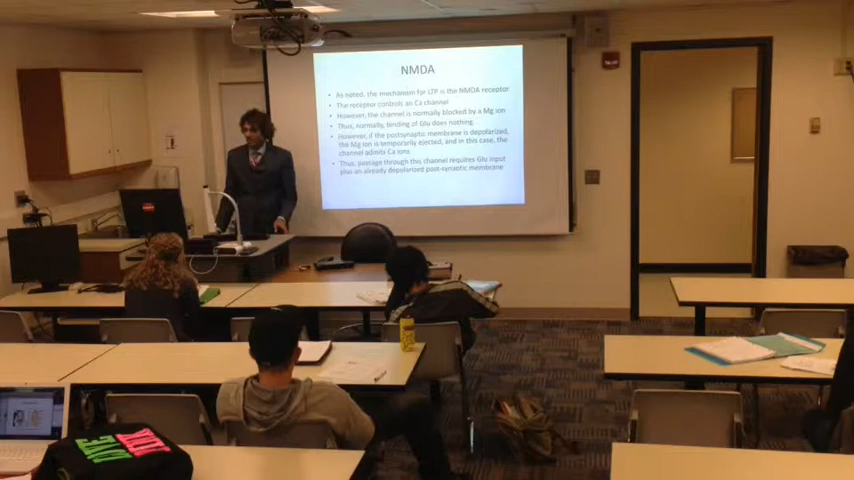 NMDA
• As noted, the mechanism for LTP is the NMDA receptor
• The receptor controls an Ca channel
• However, the channel is normally blocked by a Mg ion
• Thus, normally, binding of Glu does nothing
• However, if the postsynaptic membrane is depolarized,
the Mg ion is temporarily ejected, and in this case, the
channel admits Ca ions
• Thus, passage through this channel requires Glu input
plus an already depolarized post-synaptic membrane